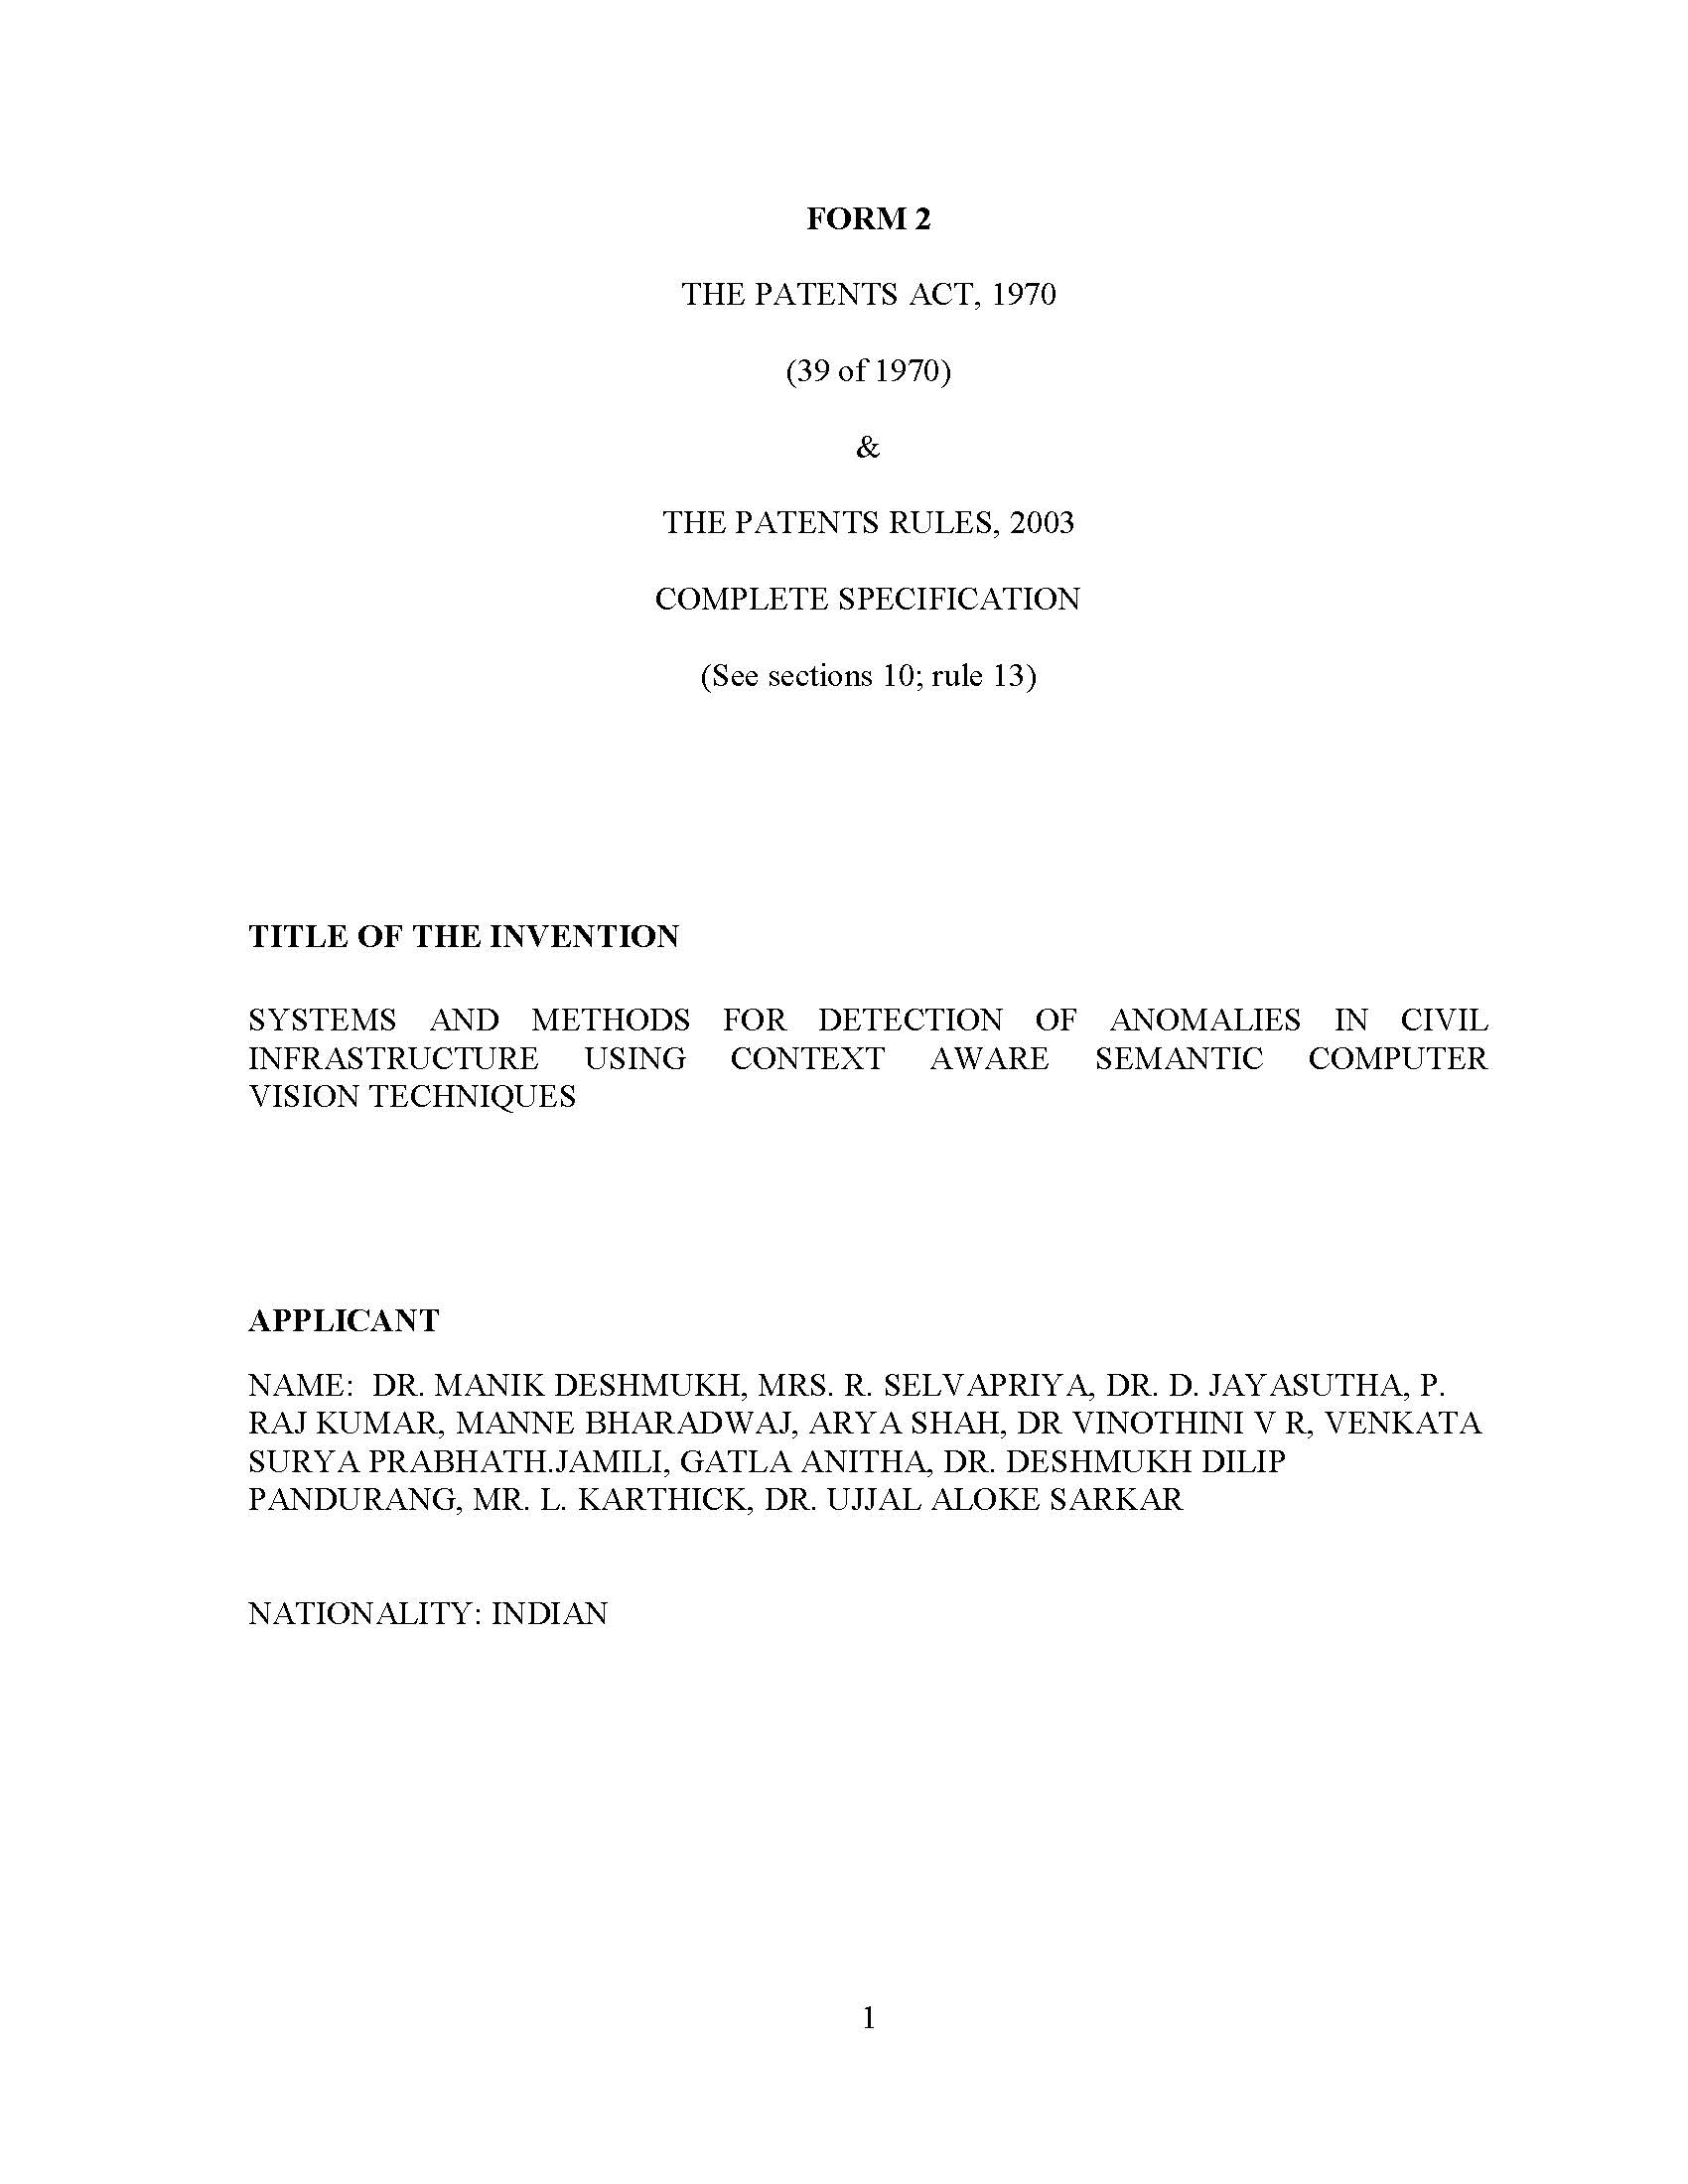 FORM 2
THE PATENTS ACT, 1970
(39 of 1970)
&
THE PATENTS RULES, 2003
COMPLETE SPECIFICATION
(See sections 10; rule 13)
TITLE OF THE INVENTION
SYSTEMS AND METHODS FOR DETECTION OF ANOMALIES IN CIVIL
INFRASTRUCTURE USING CONTEXT AWARE SEMANTIC COMPUTER
VISION TECHNIQUES
APPLICANT
NAME: DR. MANIK DESHMUKH, MRS. R. SELVAPRIYA, DR. D. JAYASUTHA, P.
RAJ KUMAR, MANNE BHARADWAJ, ARYA SHAH, DR VINOTHINI V R, VENKATA
SURYA PRABHATH.JAMILI, GATLA ANITHA, DR. DESHMUKH DILIP
PANDURANG, MR. L. KARTHICK, DR. UJJAL ALOKE SARKAR
NATIONALITY: INDIAN
1